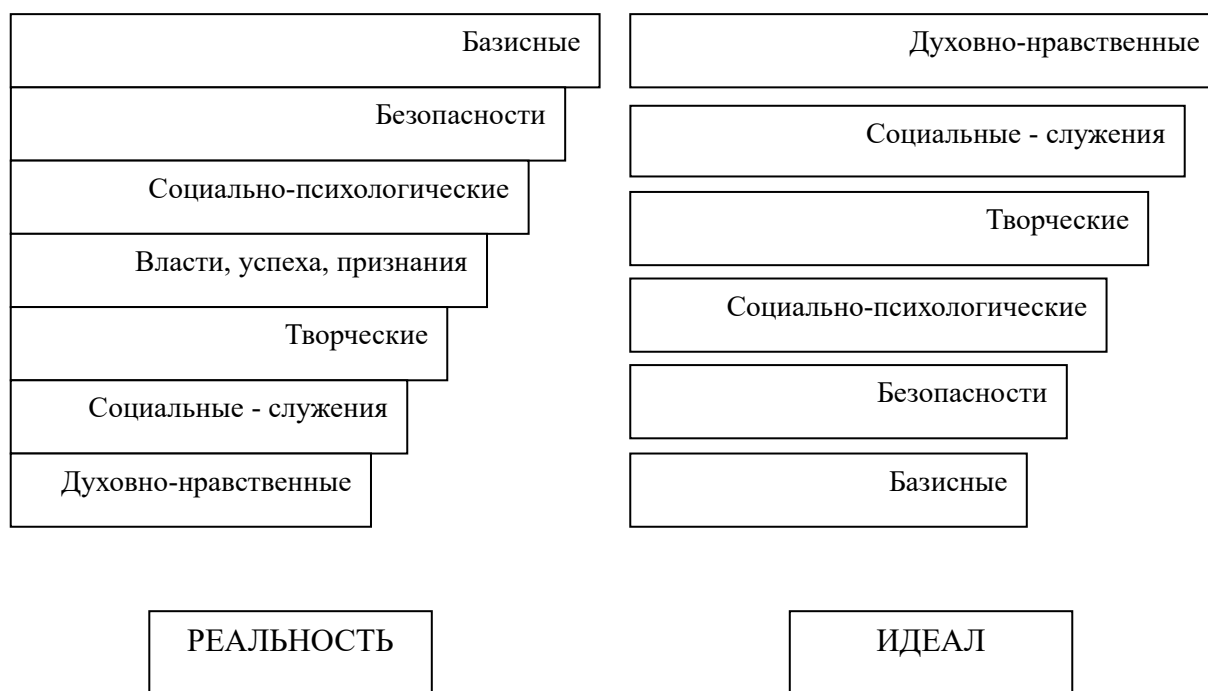 Базисные
Безопасности
Социально-психологические
Власти, успеха, признания
Творческие
Социальные - служения
Духовно-нравственные
РЕАЛЬНОСТЬ
Духовно-нравственные
Социальные - служения
Творческие
Социально-психологические
Безопасности
Базисные
ИДЕАЛ